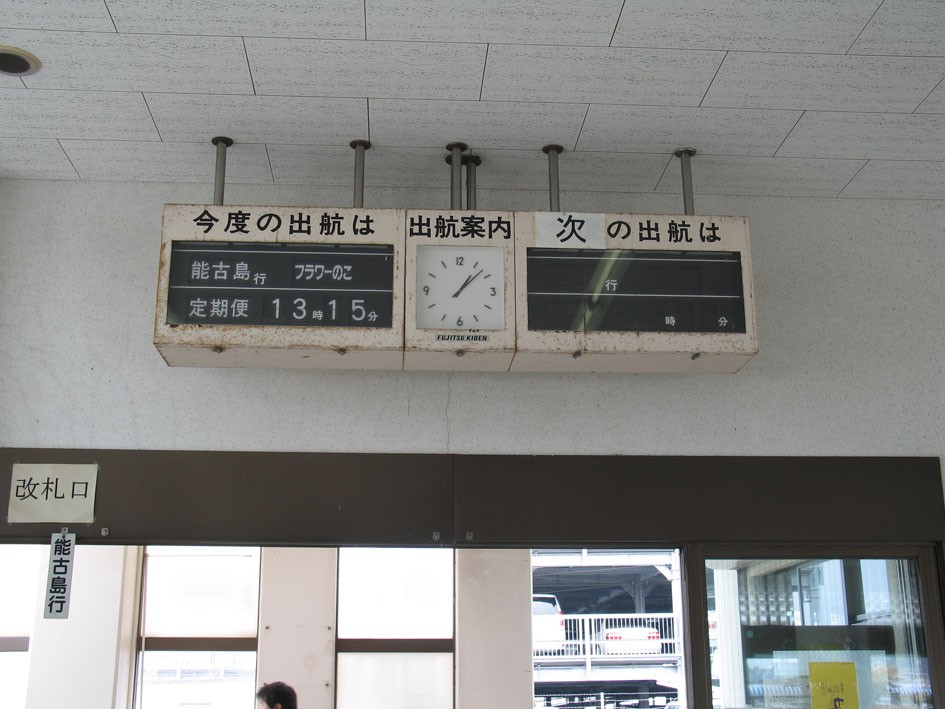 今度の出航は
能古島行 フラワーのこ
定期便 13時15分
出航案内
12
3
6
9
FUJITSU KIDEN
次の出航は
行
時 分
改札口
能古島行